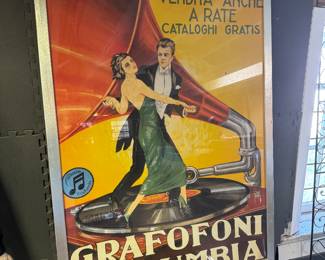 VENDITA ANCHE
A RATE
CATALOGHI GRATIS
GRAFOFONI